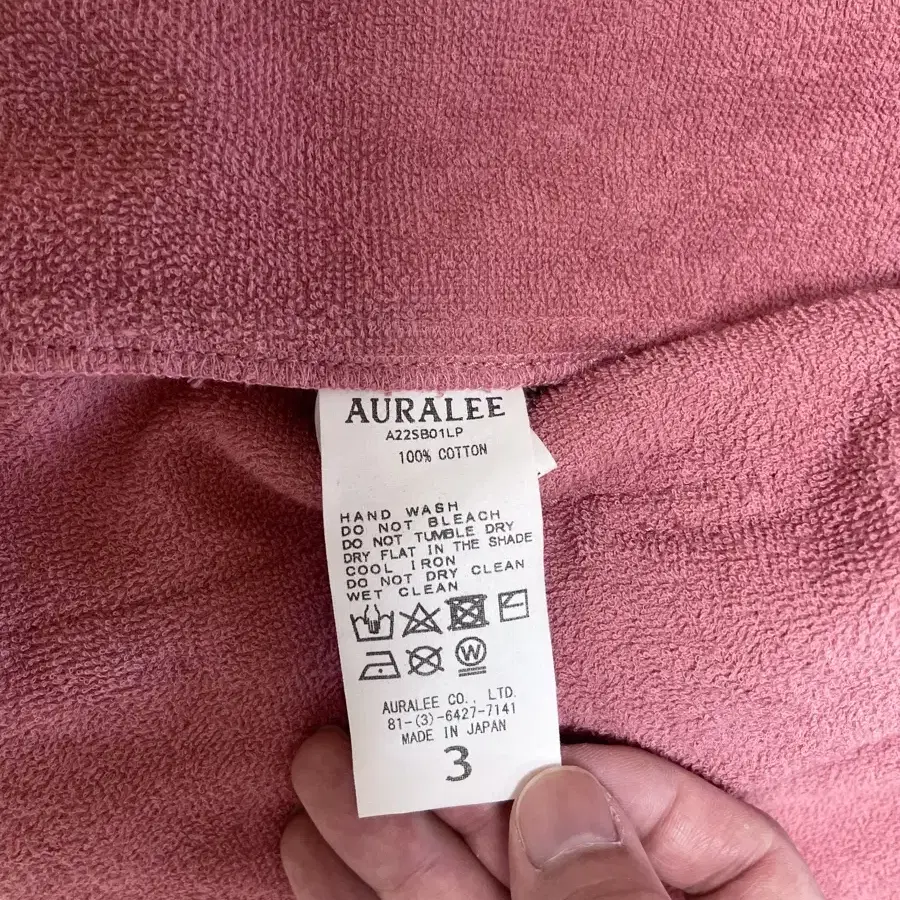 AURALEE
A22SB01LP
100% COTTON
HAND WASH
DO NOT BLEACH
DO NOT TUMBLE DRY
DRY FLAT IN THE SHADE
COOL IRON
DO NOT DRY CLEAN
WET CLEAN
W
AURALEE CO., LTD.
81-(3)-6427-7141
MADE IN JAPAN
3